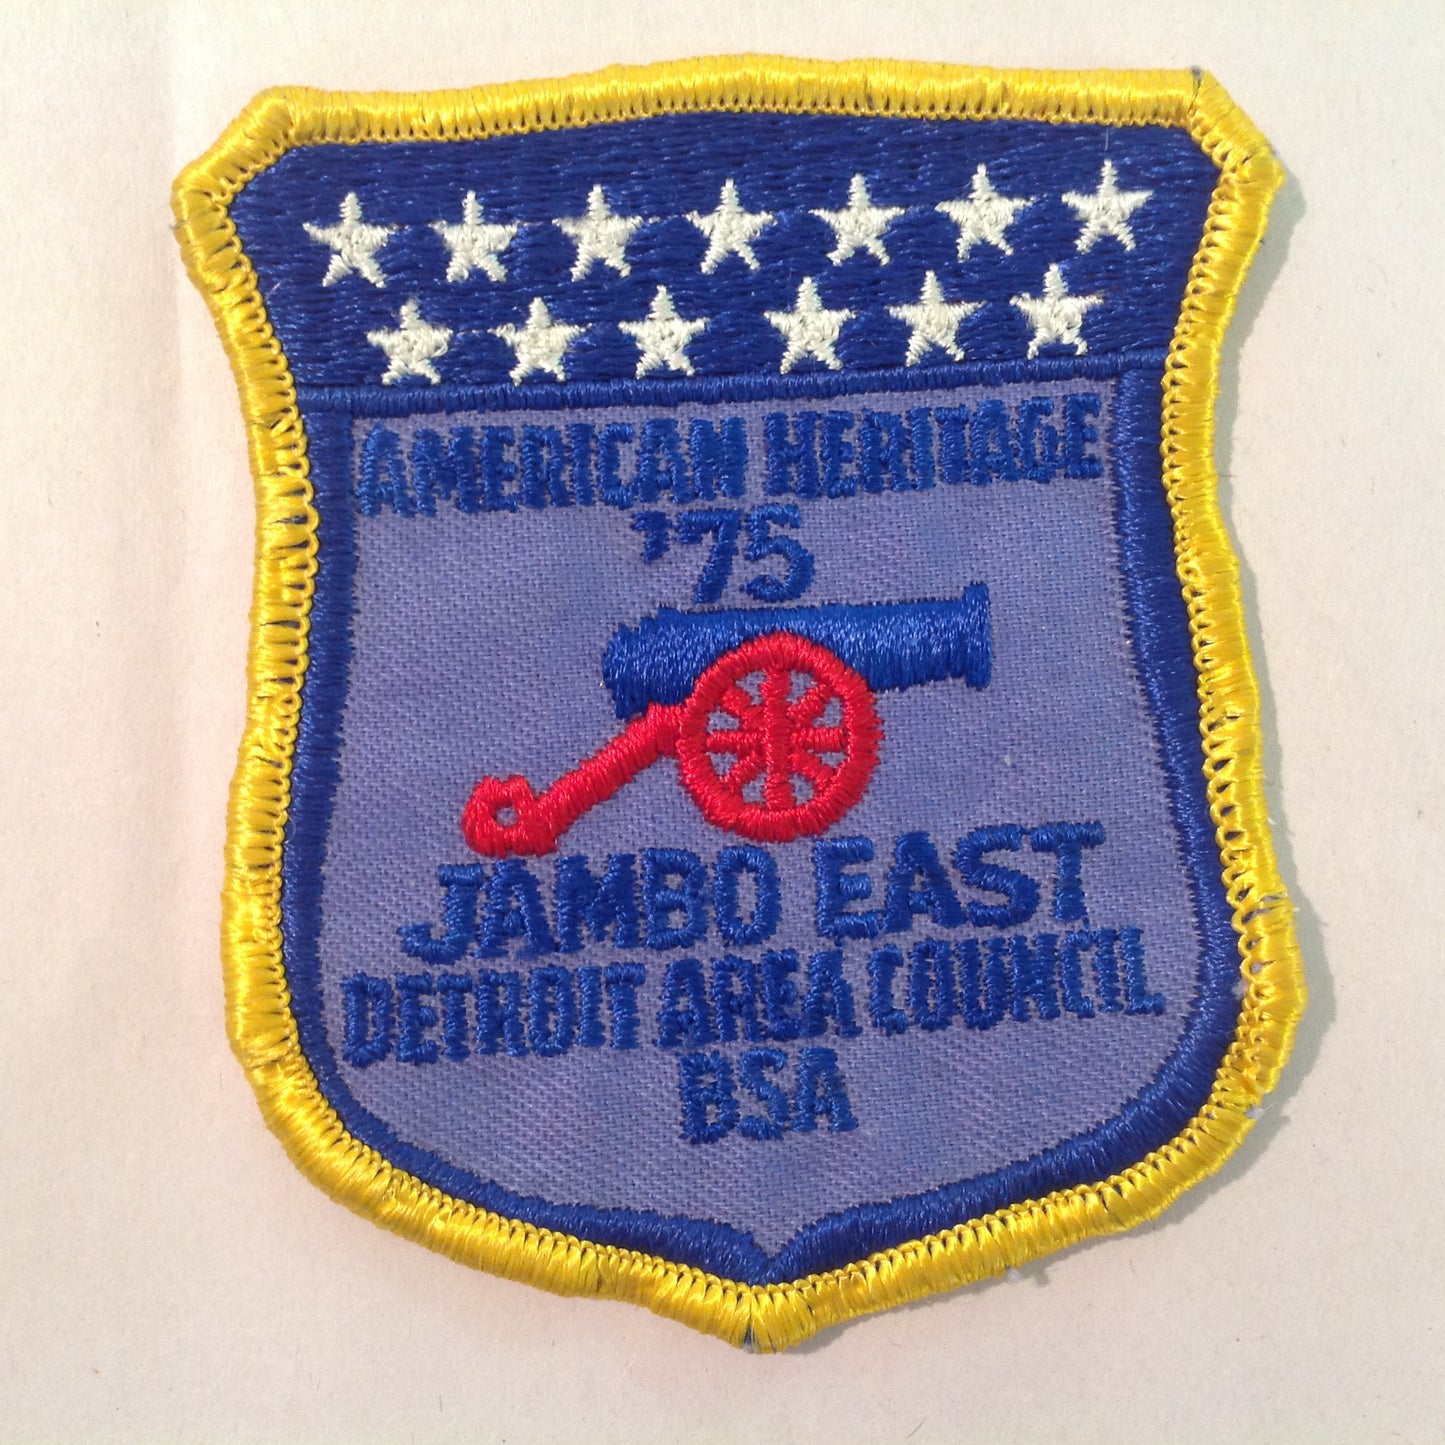 AMERICAN HERITAGE
'75
JAMBO EAST
DETROIT AREA COUNCIL
BSA